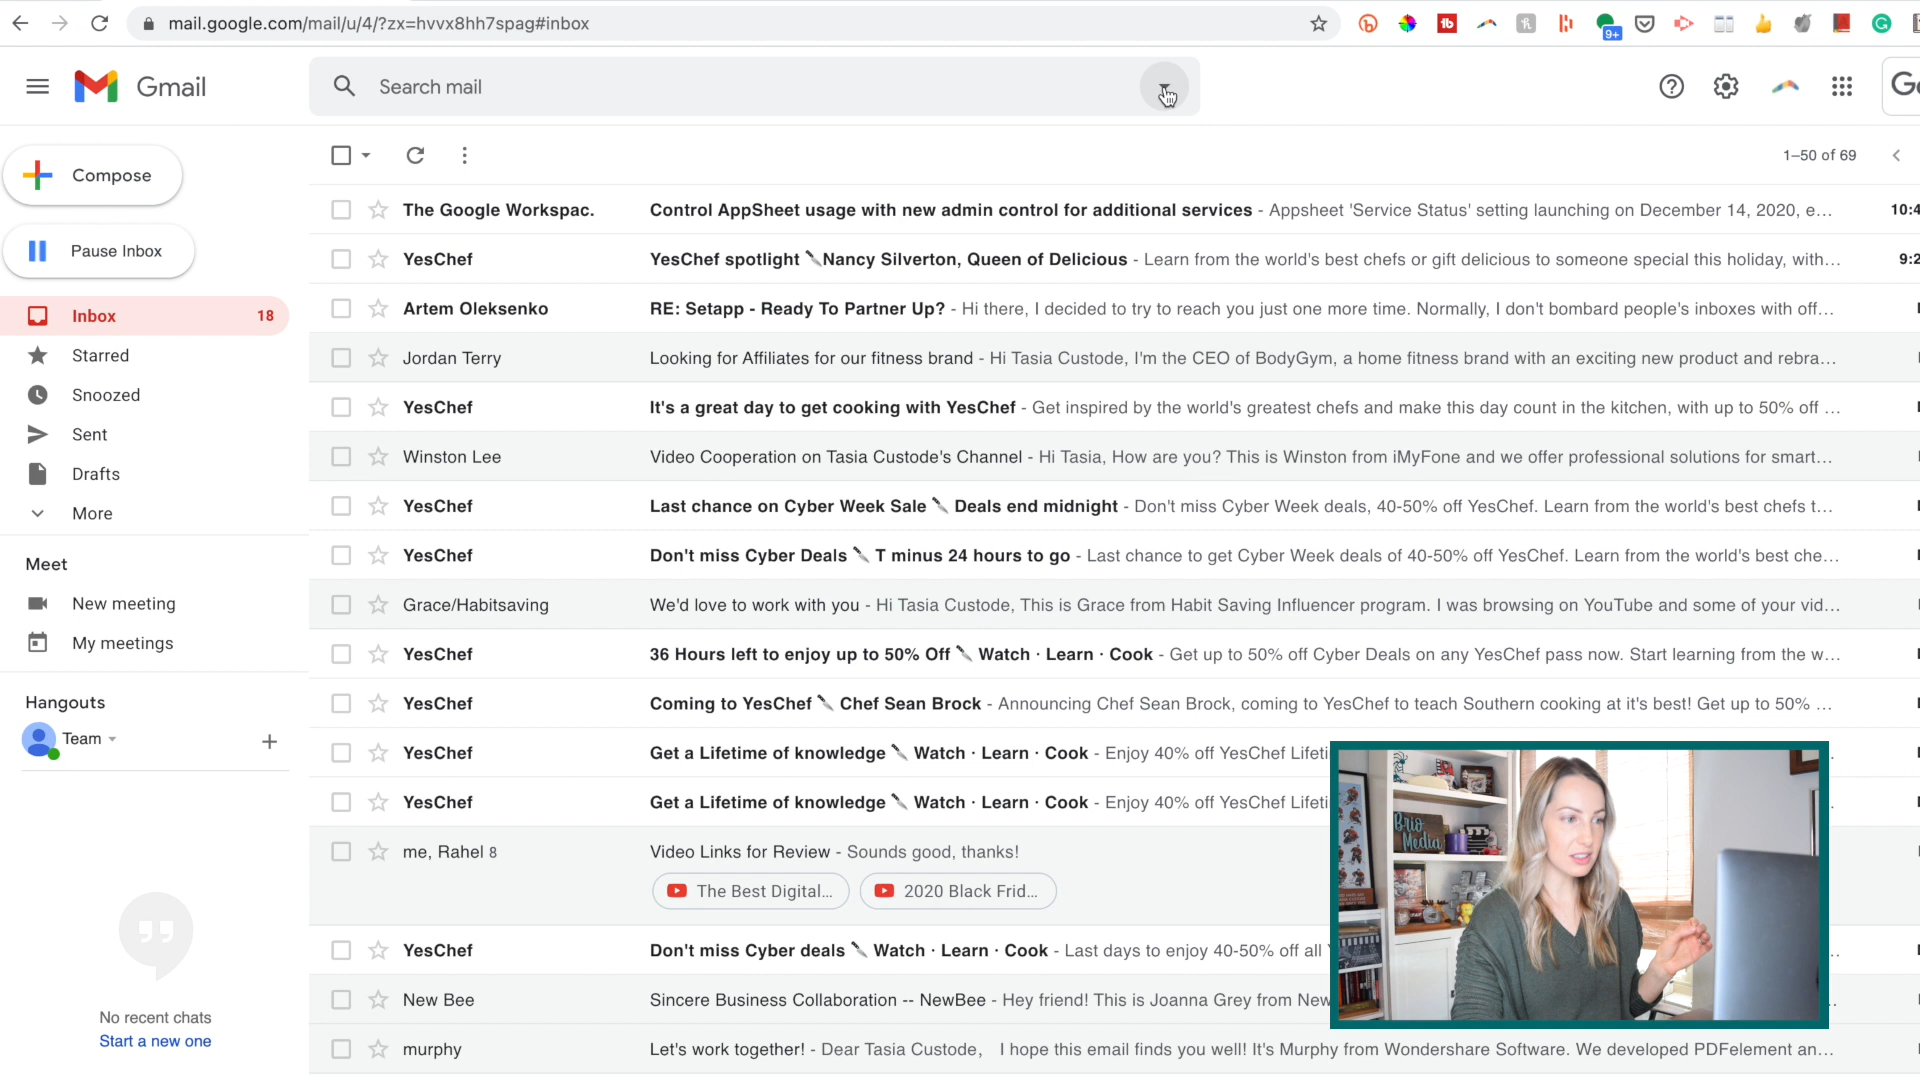 mail.google.com/mail/u/4/?zx=hvvx8hh7spag#inbox
9+
Gmail
Search mail
Compose
1–50 of 69
Pause Inbox
Inbox 18
Starred
Snoozed
Sent
Drafts
More
Meet
New meeting
My meetings
Hangouts
Team
No recent chats
Start a new one
The Google Workspac. Control AppSheet usage with new admin control for additional services - Appsheet 'Service Status' setting launching on December 14, 2020, e...
YesChef YesChef spotlight 🔪Nancy Silverton, Queen of Delicious - Learn from the world's best chefs or gift delicious to someone special this holiday, with...
Artem Oleksenko RE: Setapp - Ready To Partner Up? - Hi there, I decided to try to reach you just one more time. Normally, I don't bombard people's inboxes with off...
Jordan Terry Looking for Affiliates for our fitness brand - Hi Tasia Custode, I'm the CEO of BodyGym, a home fitness brand with an exciting new product and rebra...
YesChef It's a great day to get cooking with YesChef - Get inspired by the world's greatest chefs and make this day count in the kitchen, with up to 50% off ...
Winston Lee Video Cooperation on Tasia Custode's Channel - Hi Tasia, How are you? This is Winston from iMyFone and we offer professional solutions for smart...
YesChef Last chance on Cyber Week Sale 🔪 Deals end midnight - Don't miss Cyber Week deals, 40-50% off YesChef. Learn from the world's best chefs t...
YesChef Don't miss Cyber Deals 🔪 T minus 24 hours to go - Last chance to get Cyber Week deals of 40-50% off YesChef. Learn from the world's best che...
Grace/Habitsaving We'd love to work with you - Hi Tasia Custode, This is Grace from Habit Saving Influencer program. I was browsing on YouTube and some of your vid...
YesChef 36 Hours left to enjoy up to 50% Off 🔪 Watch · Learn · Cook - Get up to 50% off Cyber Deals on any YesChef pass now. Start learning from the w...
YesChef Coming to YesChef 🔪 Chef Sean Brock - Announcing Chef Sean Brock, coming to YesChef to teach Southern cooking at it's best! Get up to 50% ...
YesChef Get a Lifetime of knowledge 🔪 Watch · Learn · Cook - Enjoy 40% off YesChef Lifeti
YesChef Get a Lifetime of knowledge 🔪 Watch · Learn · Cook - Enjoy 40% off YesChef Lifeti
me, Rahel 8 Video Links for Review - Sounds good, thanks!
The Best Digital... 2020 Black Frid...
YesChef Don't miss Cyber deals 🔪 Watch · Learn · Cook - Last days to enjoy 40-50% off all
New Bee Sincere Business Collaboration -- NewBee - Hey friend! This is Joanna Grey from New
murphy Let's work together! - Dear Tasia Custode, I hope this email finds you well! It's Murphy from Wondershare Software. We developed PDFelement an...
Brio
Media